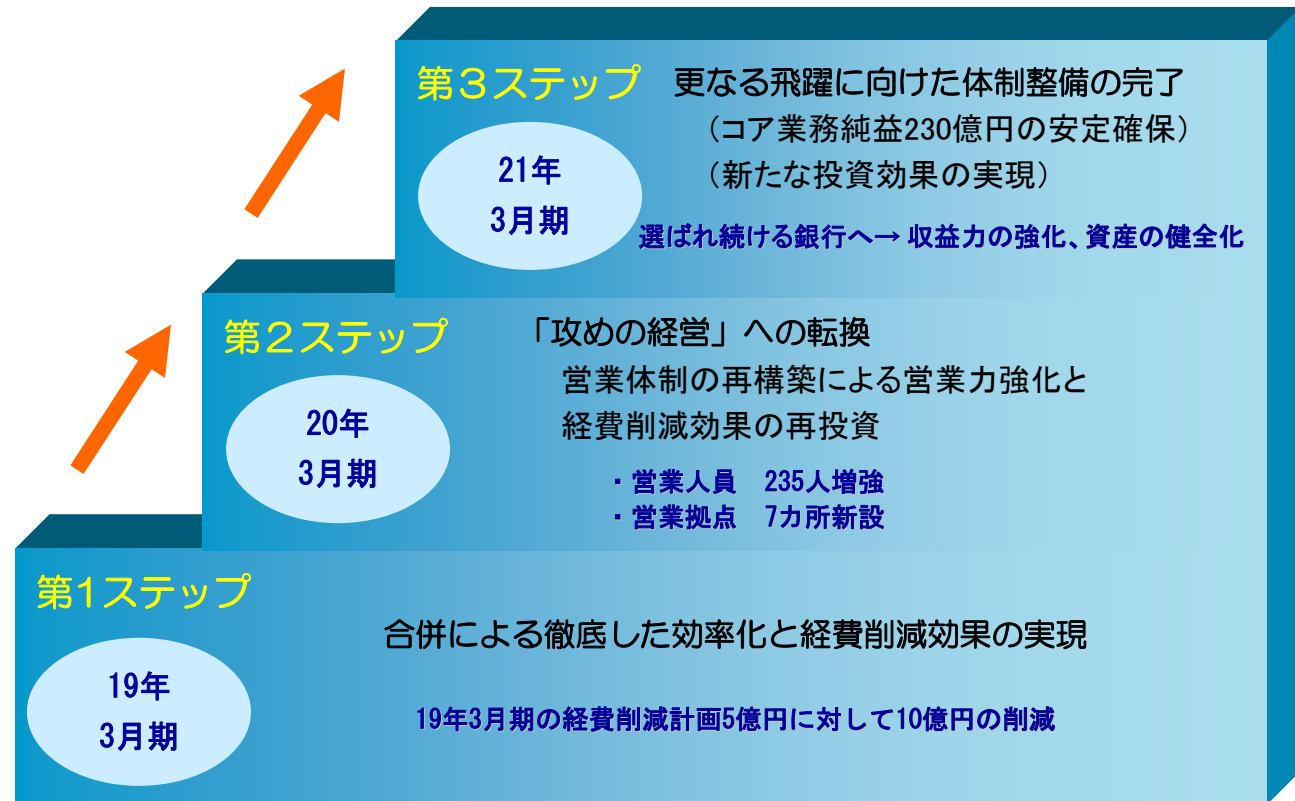 第3ステップ
更なる飛躍に向けた体制整備の完了
（コア業務純益230億円の安定確保）
（新たな投資効果の実現）
21年
3月期
選ばれ続ける銀行へ→ 収益力の強化、資産の健全化
第2ステップ
「攻めの経営」への転換
営業体制の再構築による営業力強化と
経費削減効果の再投資
20年
3月期
・営業人員　235人増強
・営業拠点　7カ所新設
第1ステップ
合併による徹底した効率化と経費削減効果の実現
19年
3月期
19年3月期の経費削減計画5億円に対して10億円の削減